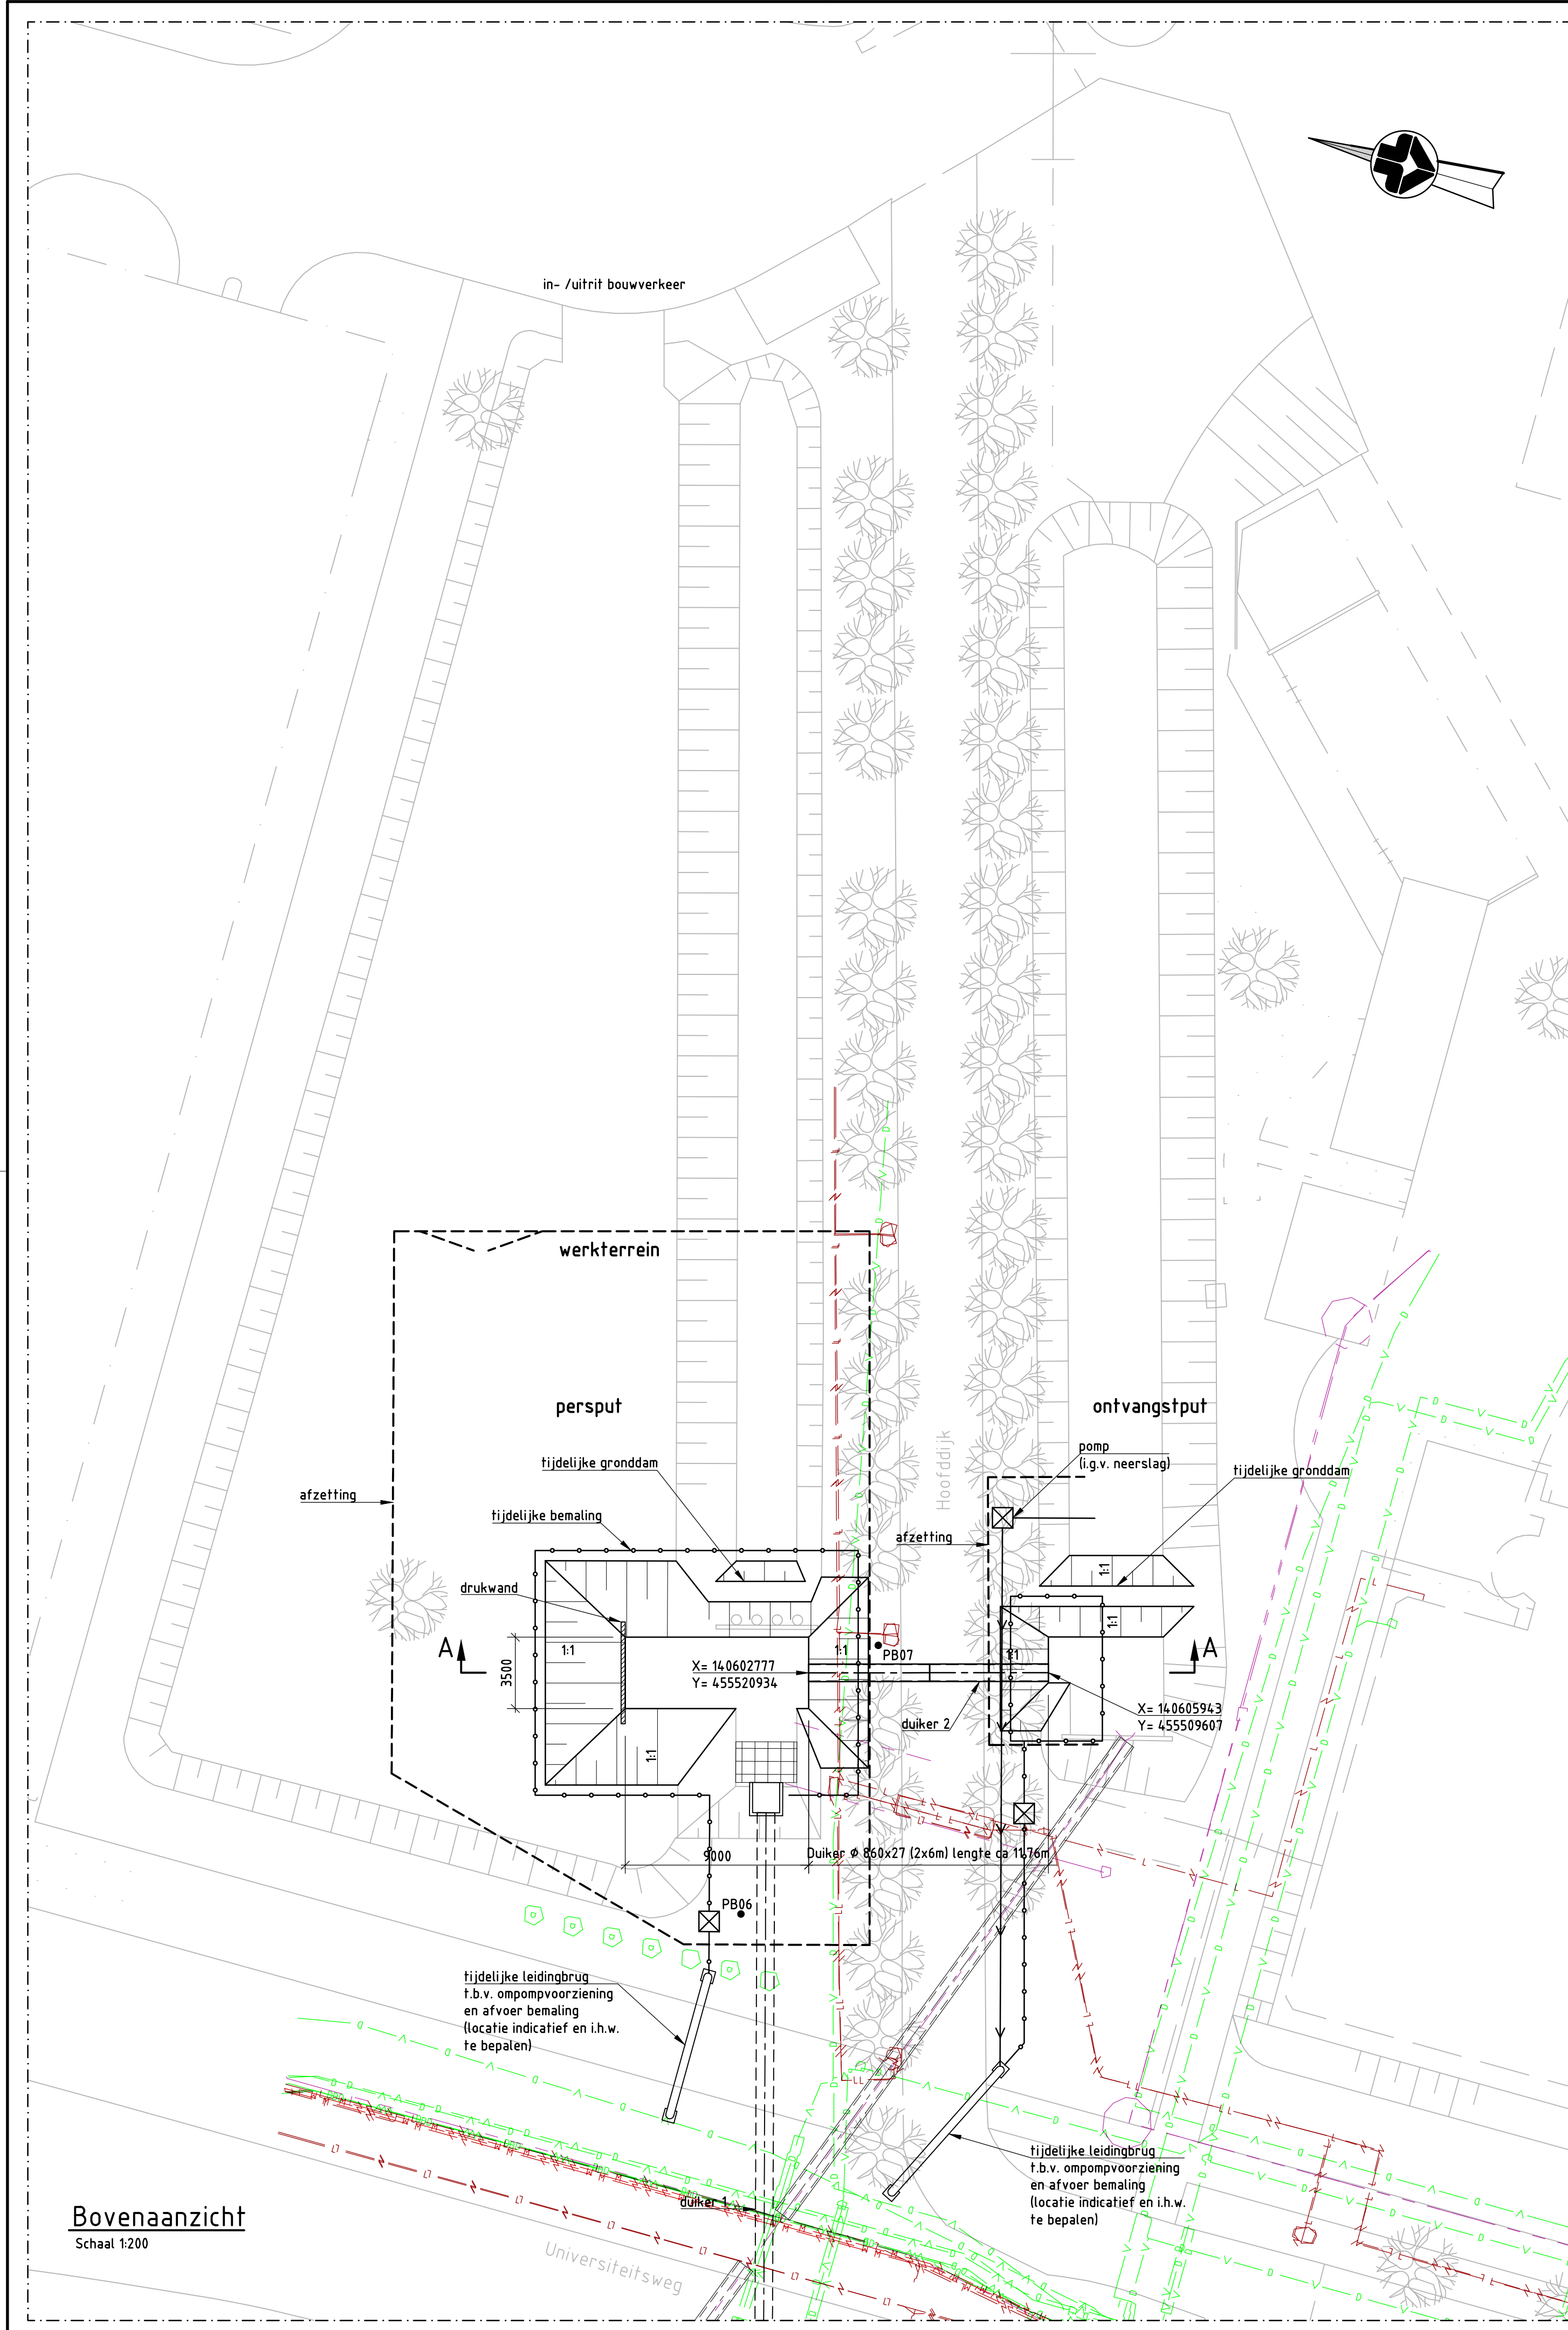 in- /uitrit bouwverkeer
werkterrein
persput
ontvangstput
Hoofddijk
pomp
(i.g.v. neerslag)
tijdelijke gronddam
tijdelijke gronddam
afzetting
tijdelijke bemaling
afzetting
drukwand
1:1
1:1
A
A
3500
1:1
1:1
1:1
PB07
X= 140602777
Y= 455520934
X= 140605943
Y= 455509607
duiker 2
1:1
9000
Duiker Ø 860x27 (2x6m) lengte ca 11.76m
PB06
tijdelijke leidingbrug
t.b.v. ompompvoorziening
en afvoer bemaling
(locatie indicatief en i.h.w.
te bepalen)
tijdelijke leidingbrug
t.b.v. ompompvoorziening
en afvoer bemaling
(locatie indicatief en i.h.w.
te bepalen)
duiker 1
Universiteitsweg
Bovenaanzicht
Schaal 1:200